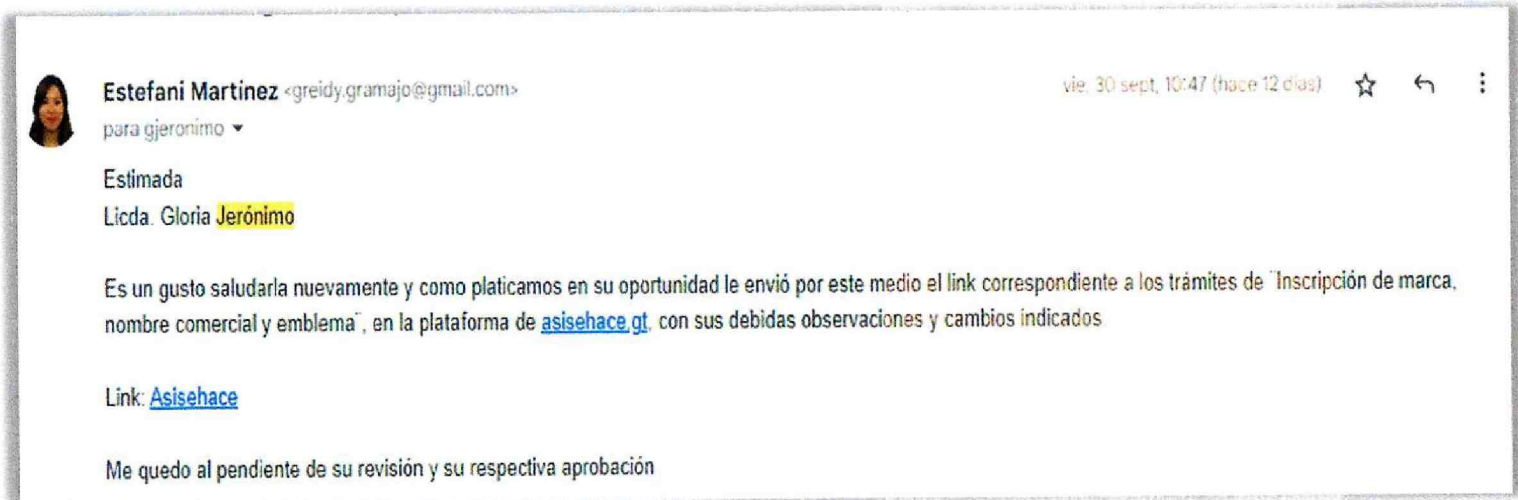 Estefani Martinez <greidy.gramajo@gmail.com>
vie, 30 sept, 10:47 (hace 12 días)
para gjeronimo
Estimada
Licda. Gloria Jerónimo
Es un gusto saludarla nuevamente y como platicamos en su oportunidad le envió por este medio el link correspondiente a los trámites de ¨Inscripción de marca,
nombre comercial y emblema¨, en la plataforma de asisehace.gt, con sus debidas observaciones y cambios indicados
Link: Asisehace
Me quedo al pendiente de su revisión y su respectiva aprobación